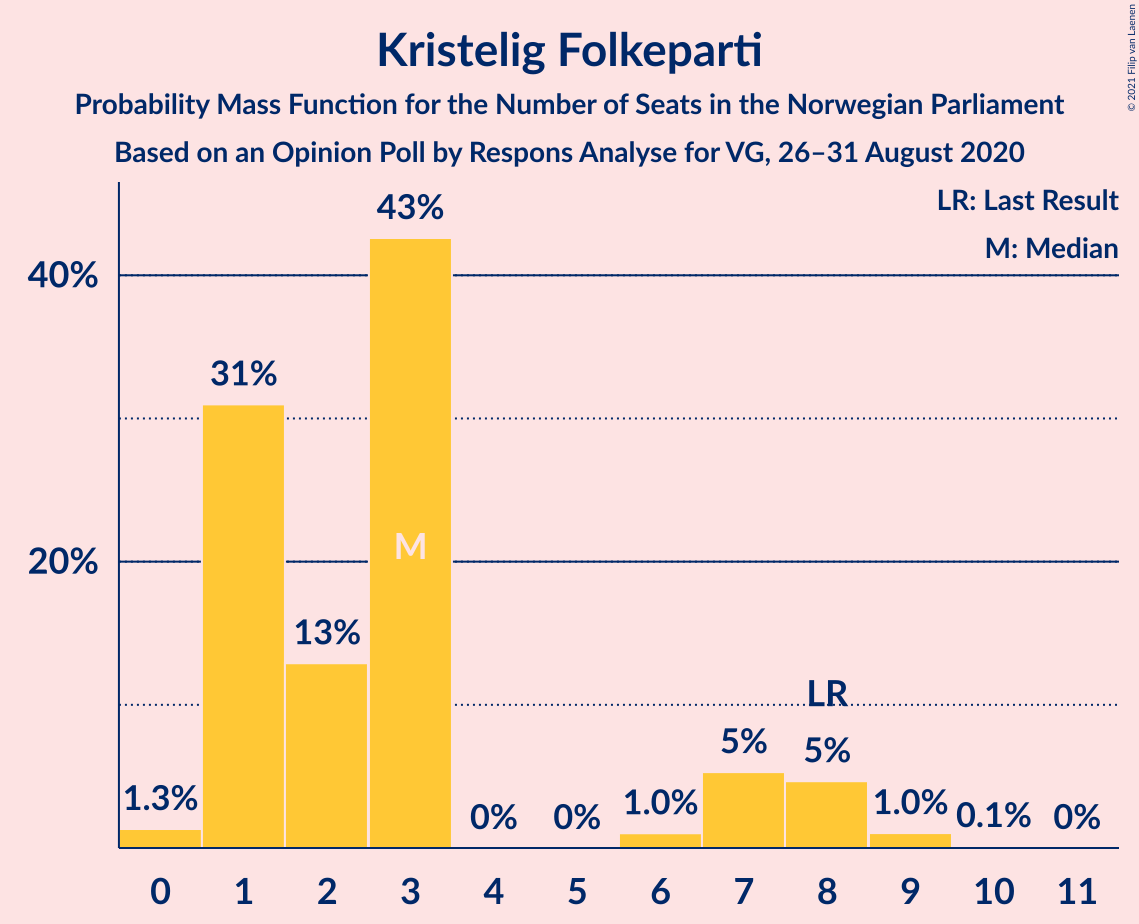 Kristelig Folkeparti
Probability Mass Function for the Number of Seats in the Norwegian Parliament
Based on an Opinion Poll by Respons Analyse for VG, 26–31 August 2020
© 2021 Filip van Laenen
LR: Last Result
M: Median
40%
20%
1.3%
31%
13%
43%
M
0%
0%
1.0%
5%
LR
5%
1.0%
0.1%
0%
0 1 2 3 4 5 6 7 8 9 10 11